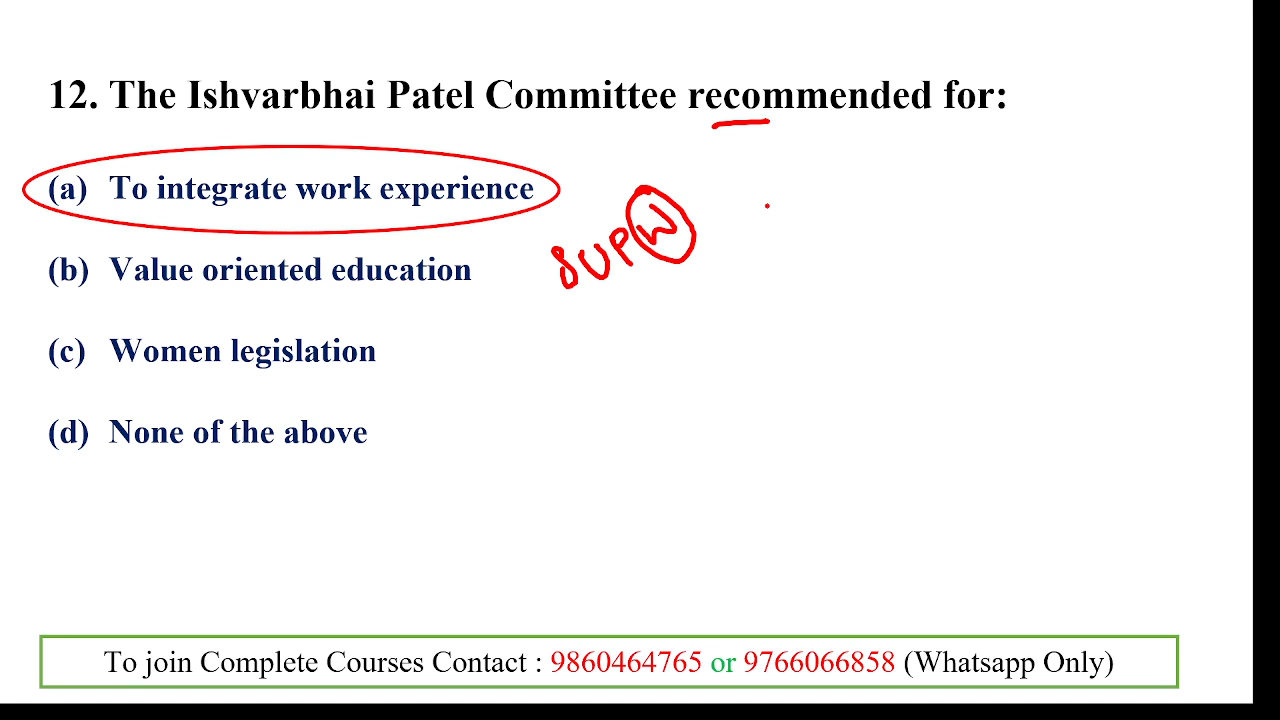 12. The Ishvarbhai Patel Committee recommended for:
(a) To integrate work experience
SUPW
(b) Value oriented education
(c) Women legislation
(d) None of the above
To join Complete Courses Contact : 9860464765 or 9766066858 (Whatsapp Only)